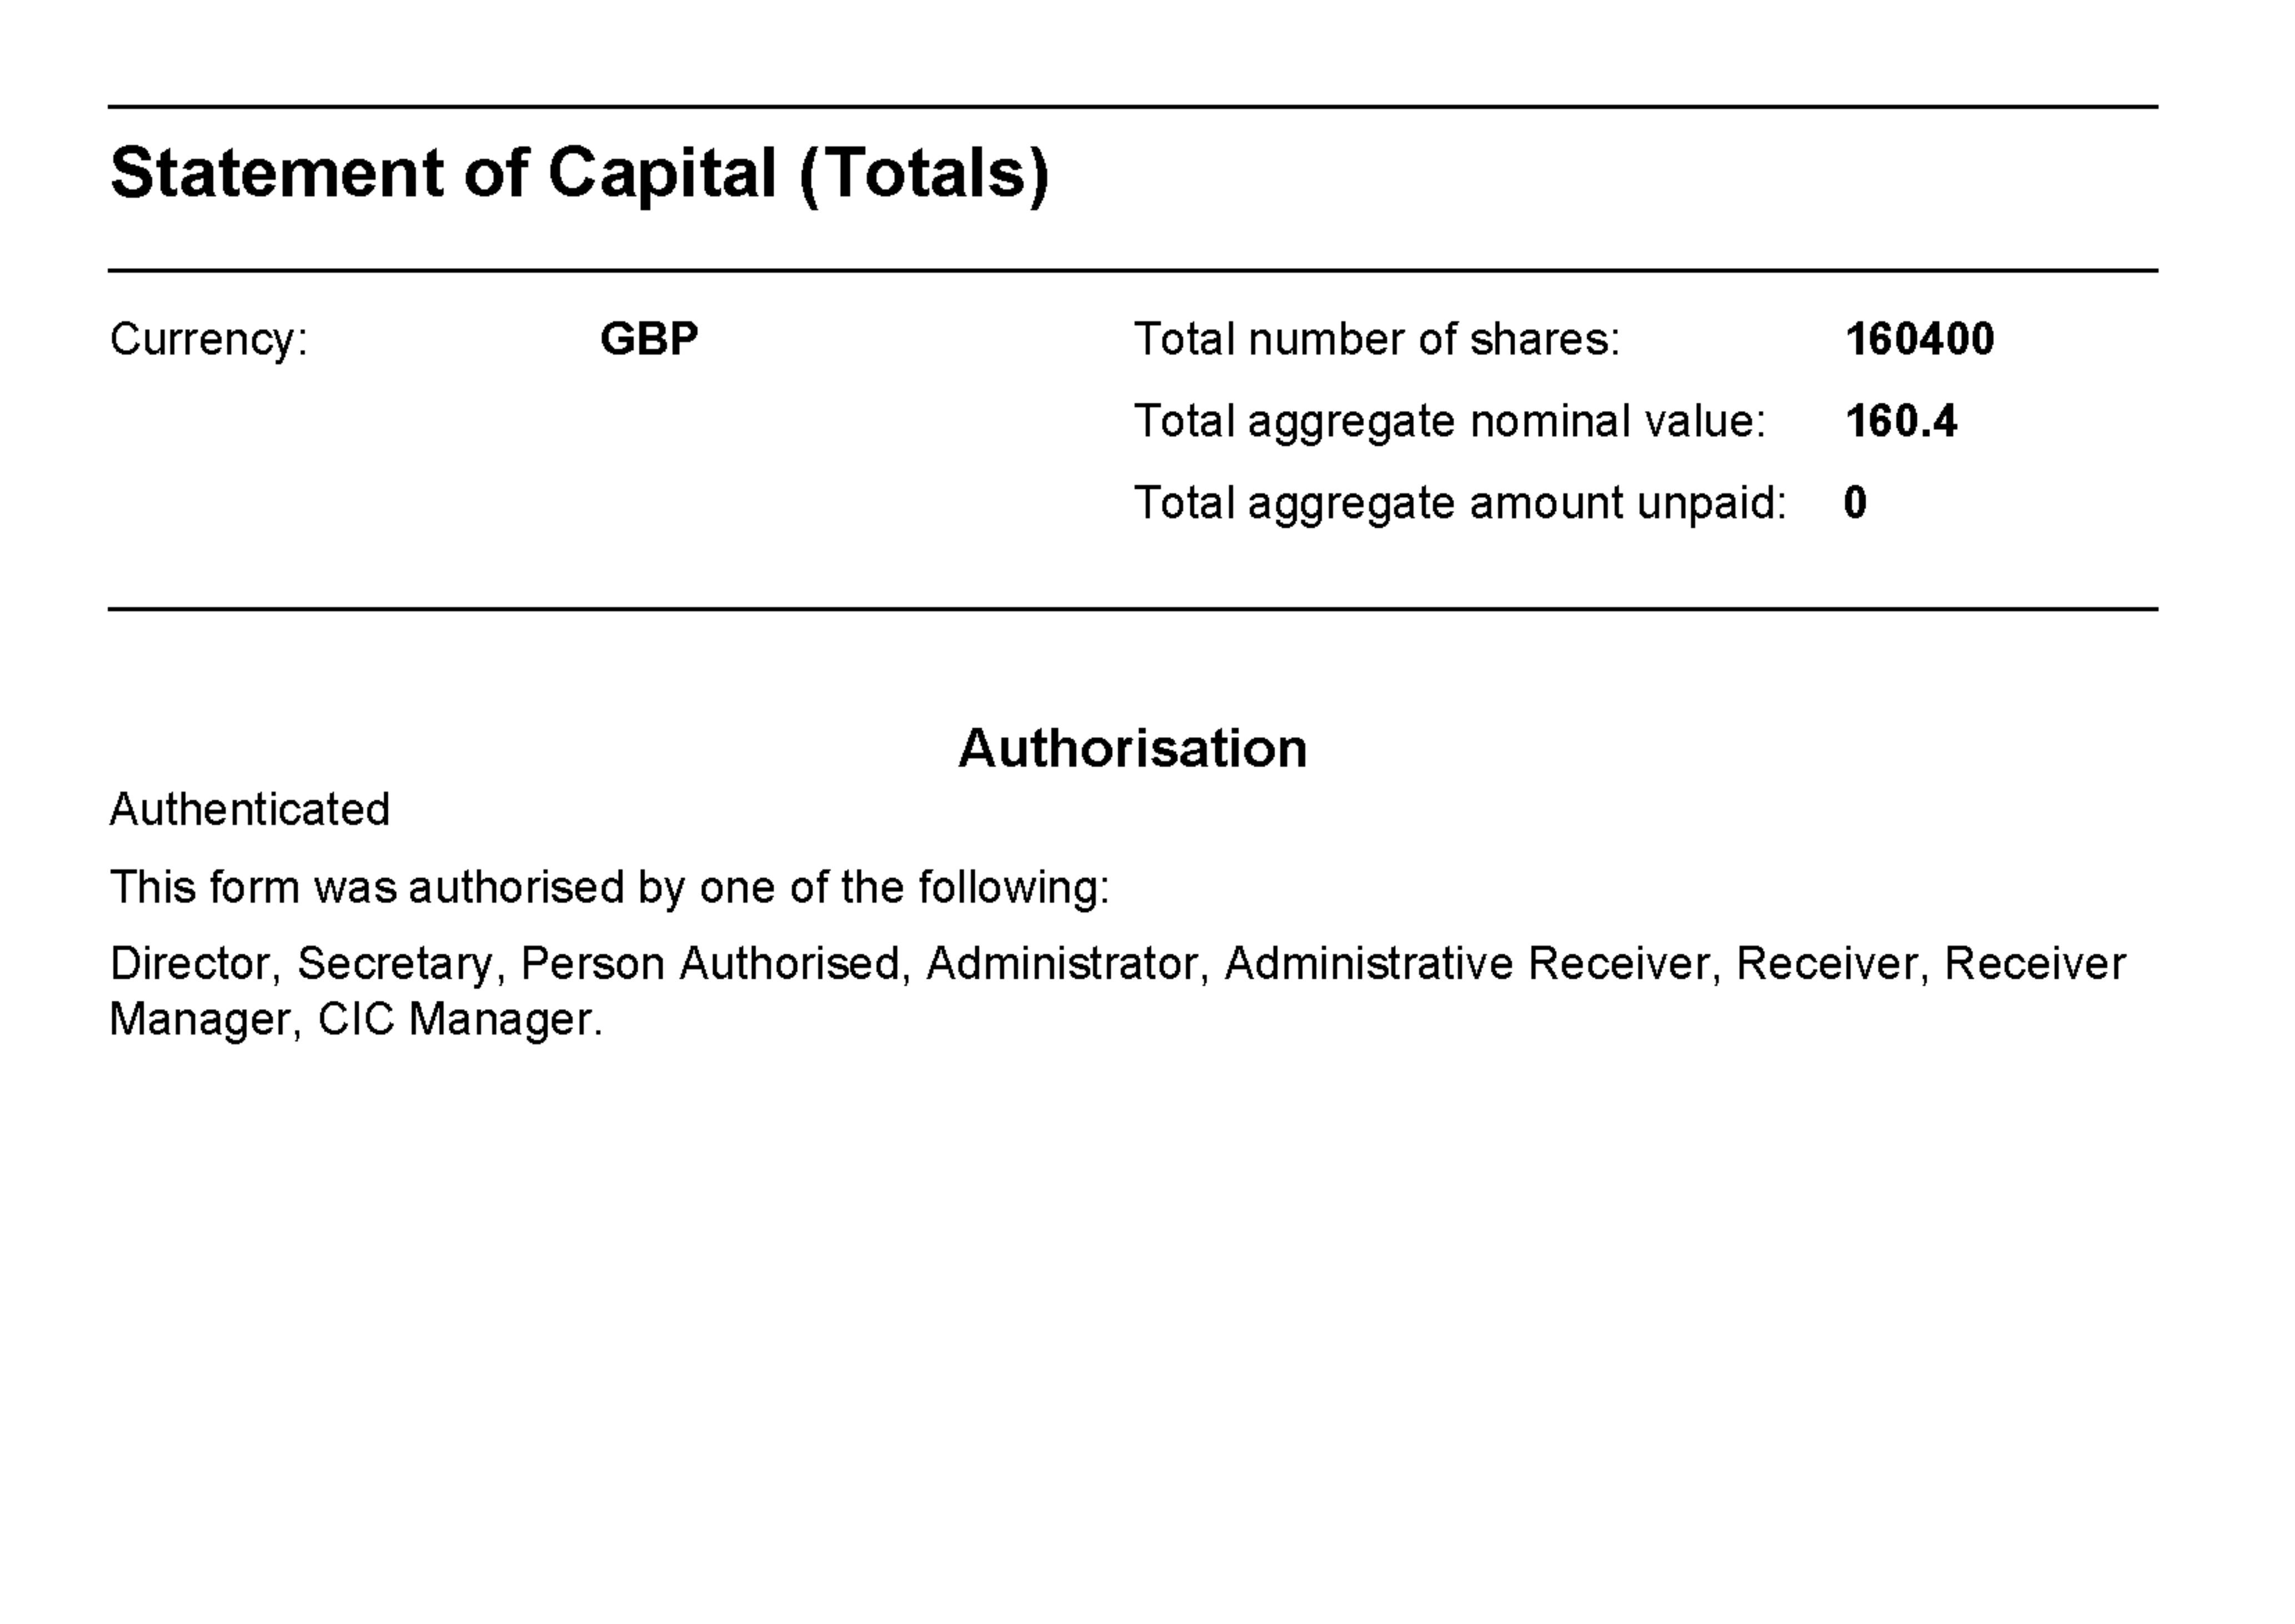 Statement of Capital (Totals)
Currency: GBP Total number of shares: 160400
Total aggregate nominal value: 160.4
Total aggregate amount unpaid: 0
Authorisation
Authenticated
This form was authorised by one of the following:
Director, Secretary, Person Authorised, Administrator, Administrative Receiver, Receiver, Receiver
Manager, CIC Manager.